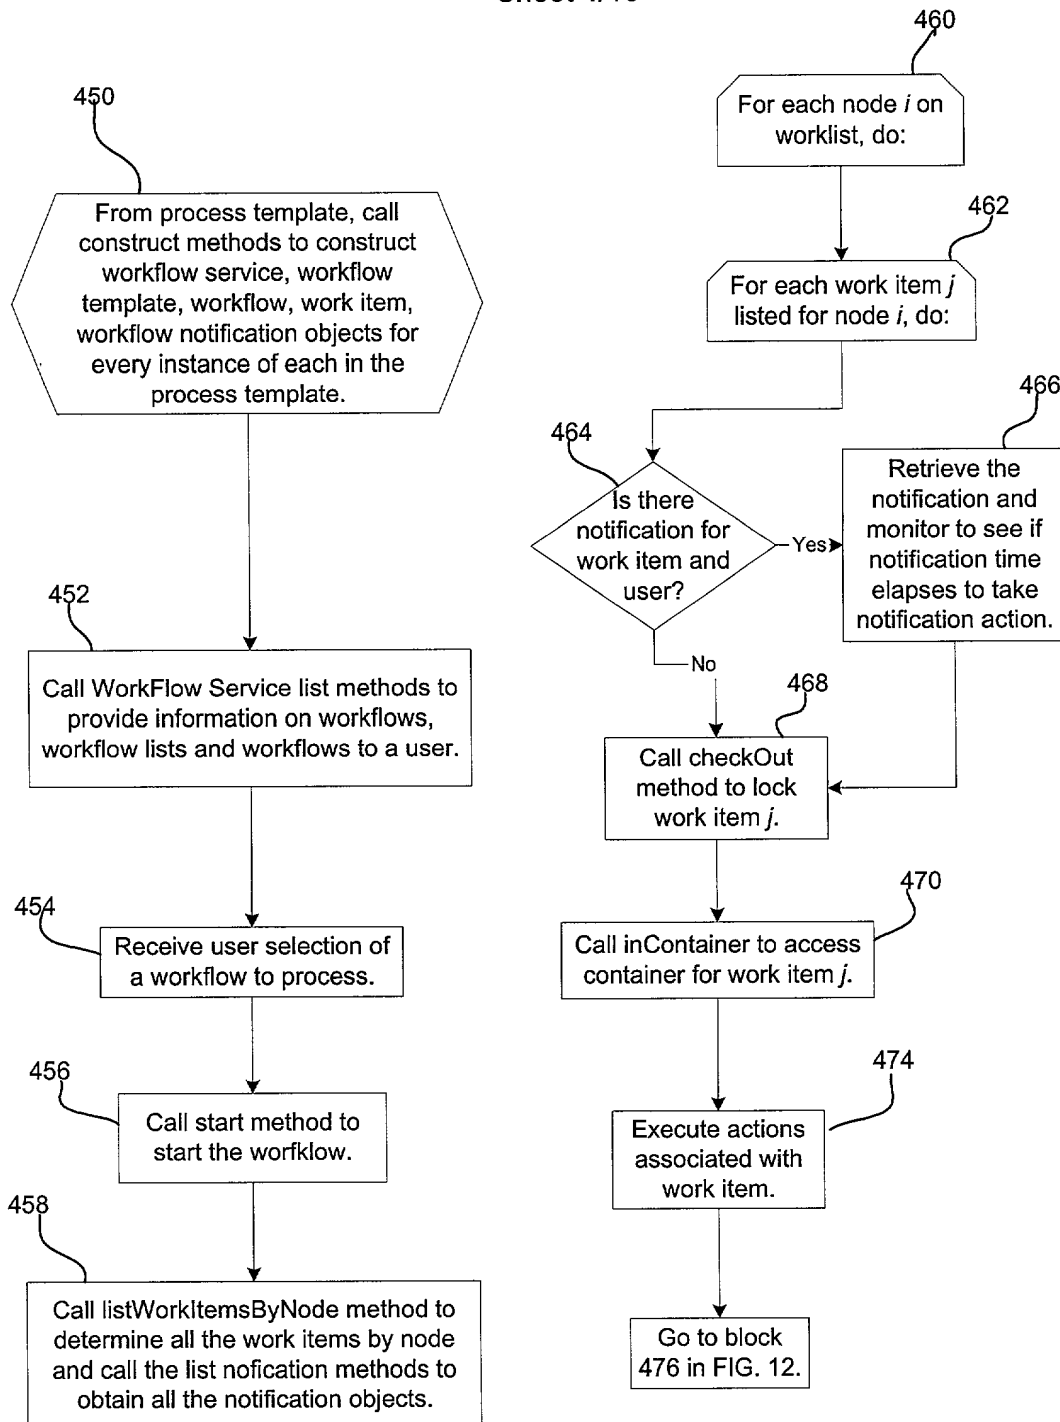 450
From process template, call
construct methods to construct
workflow service, workflow
template, workflow, work item,
workflow notification objects for
every instance of each in the
process template.
452
Call WorkFlow Service list methods to
provide information on workflows,
workflow lists and workflows to a user.
454
Receive user selection of
a workflow to process.
456
Call start method to
start the worfklow.
458
Call listWorkItemsByNode method to
determine all the work items by node
and call the list nofication methods to
obtain all the notification objects.
460
For each node i on
worklist, do:
462
For each work item j
listed for node i, do:
464
Is there
notification for
work item and
user?
Yes
No
466
Retrieve the
notification and
monitor to see if
notification time
elapses to take
notification action.
468
Call checkOut
method to lock
work item j.
470
Call inContainer to access
container for work item j.
474
Execute actions
associated with
work item.
Go to block
476 in FIG. 12.